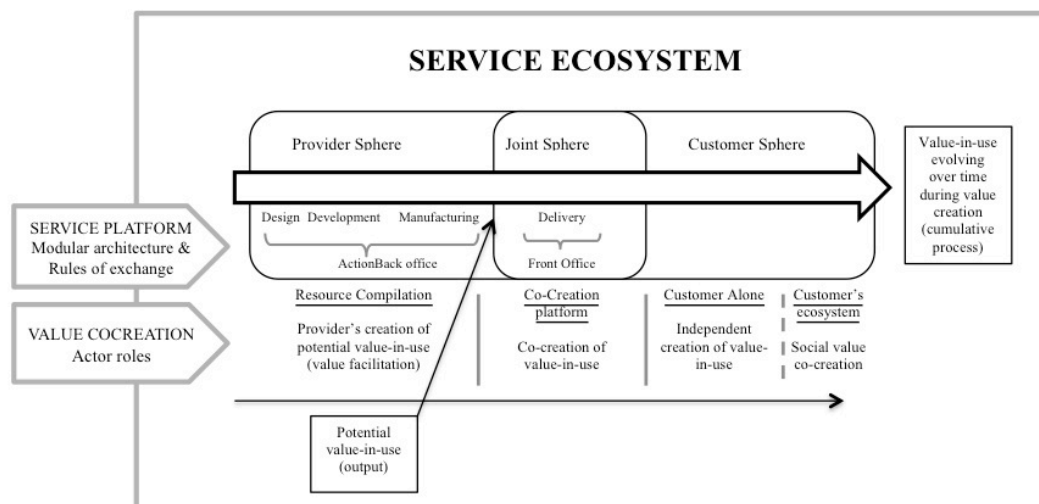 SERVICE ECOSYSTEM
Provider Sphere
Joint Sphere
Customer Sphere
Value-in-use
evolving
over time
during value
creation
(cumulative
process)
SERVICE PLATFORM
Modular architecture &
Rules of exchange
Design Development Manufacturing
Delivery
ActionBack office
Front Office
VALUE COCREATION
Actor roles
Resource Compilation
Provider's creation of
potential value-in-use
(value facilitation)
Co-Creation
platform
Co-creation of
value-in-use
Customer Alone
Independent
creation of value-
in-use
Customer's
ecosystem
Social value
co-creation
Potential
value-in-use
(output)